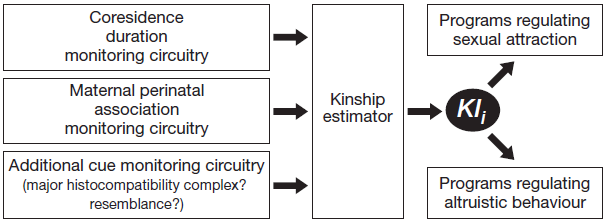 Coresidence
duration
monitoring circuitry
Maternal perinatal
association
monitoring circuitry
Additional cue monitoring circuitry
(major histocompatibility complex?
resemblance?)
Kinship
estimator
KIi
Programs regulating
sexual attraction
Programs regulating
altruistic behaviour